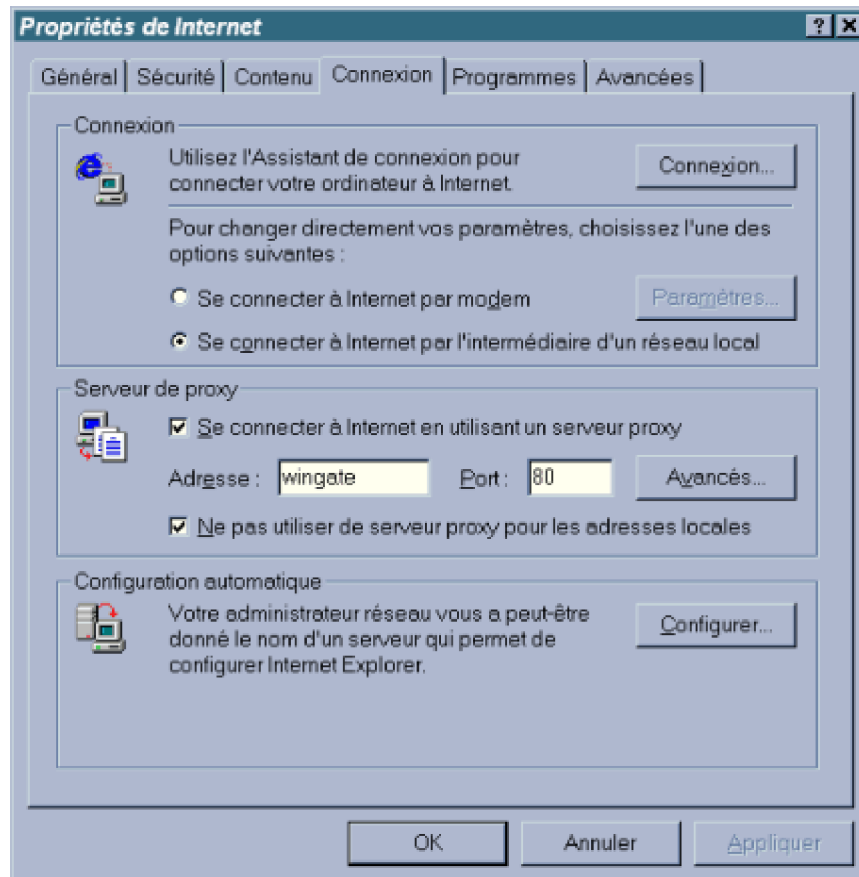 Propriétés de Internet
Général Sécurité Contenu Connexion Programmes Avancées
Connexion
Utilisez l'Assistant de connexion pour
connecter votre ordinateur à Internet.
Connexion...
Pour changer directement vos paramètres, choisissez l'une des
options suivantes :
Se connecter à Internet par modem
Paramètres...
Se connecter à Internet par l'intermédiaire d'un réseau local
Serveur de proxy
Se connecter à Internet en utilisant un serveur proxy
Adresse : wingate Port : 80 Avancés...
Ne pas utiliser de serveur proxy pour les adresses locales
Configuration automatique
Votre administrateur réseau vous a peut-être
donné le nom d'un serveur qui permet de
configurer Internet Explorer.
Configurer...
OK Annuler Appliquer